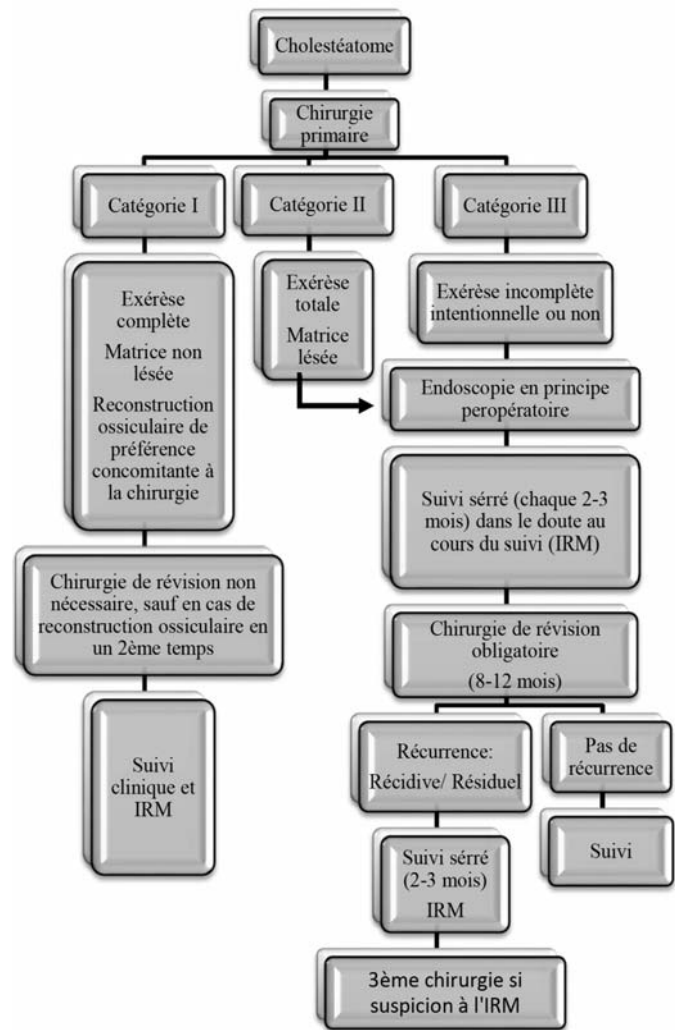 Cholestéatome
Chirurgie
primaire
Catégorie I
Catégorie II
Catégorie III
Exérèse
complète
Matrice non
lésée
Reconstruction
ossiculaire de
préférence
concomitante à
la chirurgie
Exérèse
totale
Matrice
lésée
Exérèse incomplète
intentionnelle ou non
Endoscopie en principe
peropératoire
Suivi sérré (chaque 2-3
mois) dans le doute au
cours du suivi (IRM)
Chirurgie de révision non
nécessaire, sauf en cas de
reconstruction ossiculaire en
un 2ème temps
Chirurgie de révision
obligatoire
(8-12 mois)
Suivi
clinique et
IRM
Récurrence:
Récidive/ Résiduel
Pas de
récurrence
Suivi sérré
(2-3 mois)
IRM
Suivi
3ème chirurgie si
suspicion à l'IRM